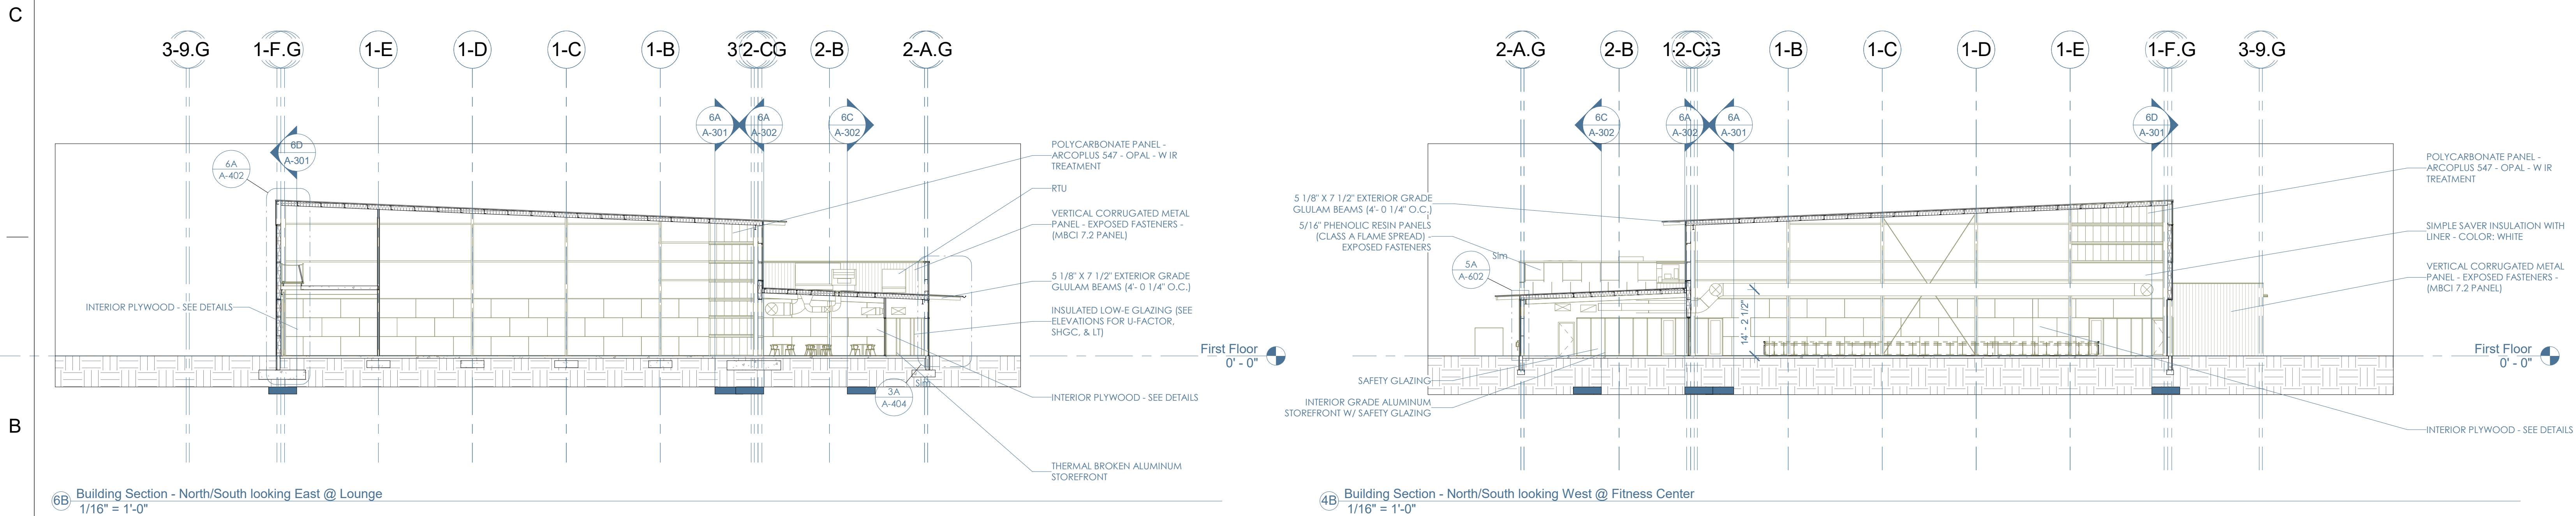 C
3-9.G
1-F.G
1-E
1-D
1-C
1-B
2-C
2-B
2-A.G
6A
A-301
6A
A-302
6C
A-302
6D
A-301
6A
A-402
POLYCARBONATE PANEL -
ARCOPLUS 547 - OPAL - W IR
TREATMENT
RTU
VERTICAL CORRUGATED METAL
PANEL - EXPOSED FASTENERS -
(MBCI 7.2 PANEL)
5 1/8" X 7 1/2" EXTERIOR GRADE
GLULAM BEAMS (4'- 0 1/4" O.C.)
INTERIOR PLYWOOD - SEE DETAILS
INSULATED LOW-E GLAZING (SEE
ELEVATIONS FOR U-FACTOR,
SHGC, & LT)
First Floor
0' - 0"
Sim
3A
A-404
INTERIOR PLYWOOD - SEE DETAILS
THERMAL BROKEN ALUMINUM
STOREFRONT
B
6B
Building Section - North/South looking East @ Lounge
1/16" = 1'-0"
2-A.G
2-B
2-C
1-B
1-C
1-D
1-E
1-F.G
3-9.G
6C
A-302
6A
A-302
6A
A-301
6D
A-301
POLYCARBONATE PANEL -
ARCOPLUS 547 - OPAL - W IR
TREATMENT
5 1/8" X 7 1/2" EXTERIOR GRADE
GLULAM BEAMS (4'- 0 1/4" O.C.)
5/16" PHENOLIC RESIN PANELS
(CLASS A FLAME SPREAD) -
EXPOSED FASTENERS
SIMPLE SAVER INSULATION WITH
LINER - COLOR: WHITE
Sim
5A
A-602
VERTICAL CORRUGATED METAL
PANEL - EXPOSED FASTENERS -
(MBCI 7.2 PANEL)
14' - 2 1/2"
First Floor
0' - 0"
SAFETY GLAZING
INTERIOR GRADE ALUMINUM
STOREFRONT W/ SAFETY GLAZING
INTERIOR PLYWOOD - SEE DETAILS
4B
Building Section - North/South looking West @ Fitness Center
1/16" = 1'-0"